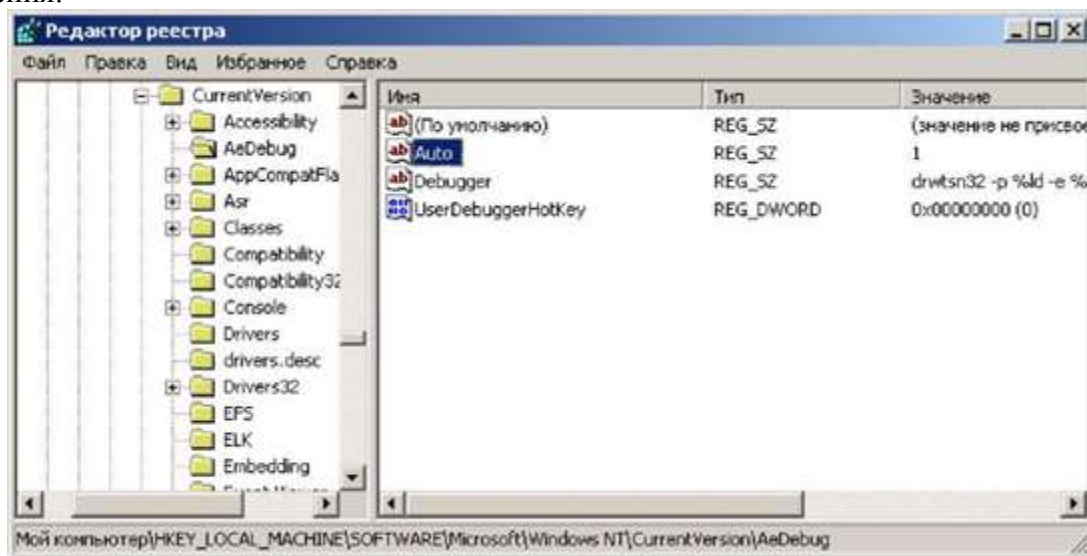 Редактор реестра
Файл Правка Вид Избранное Справка
CurrentVersion
Accessibility
AeDebug
AppCompatFla
Asr
Classes
Compatibility
Compatibility32
Console
Drivers
drivers.desc
Drivers32
EFS
ELK
Embedding
Имя Тип Значение
(По умолчанию) REG_SZ (значение не присвое
Auto REG_SZ 1
Debugger REG_SZ drwtsn32 -p %ld -e %
UserDebuggerHotKey REG_DWORD 0x00000000 (0)
Мой компьютер\HKEY_LOCAL_MACHINE\SOFTWARE\Microsoft\Windows NT\CurrentVersion\AeDebug